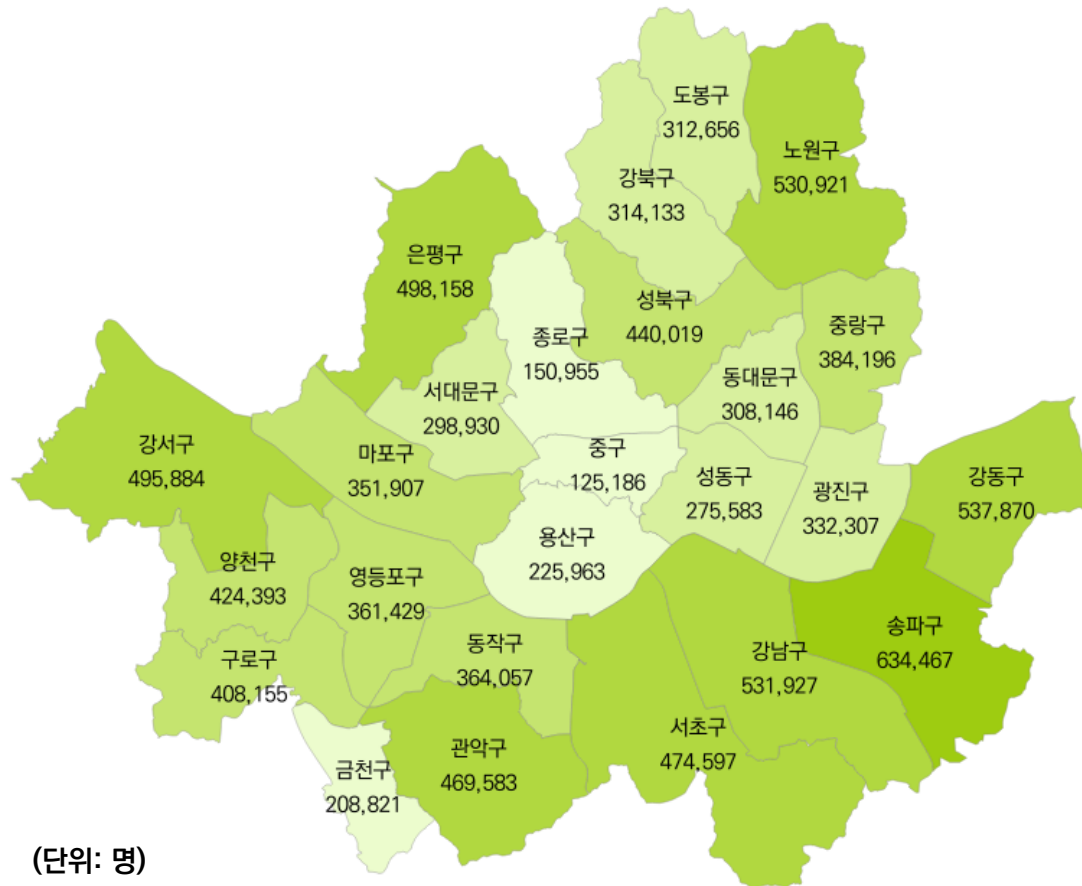 도봉구
312,656
노원구
530,921
강북구
314,133
은평구
498,158
성북구
440,019
중랑구
384,196
종로구
150,955
동대문구
308,146
서대문구
298,930
강서구
495,884
마포구
351,907
중구
125,186
성동구
275,583
광진구
332,307
강동구
537,870
용산구
225,963
양천구
424,393
영등포구
361,429
송파구
634,467
동작구
364,057
강남구
531,927
구로구
408,155
서초구
474,597
관악구
469,583
금천구
208,821
(단위: 명)